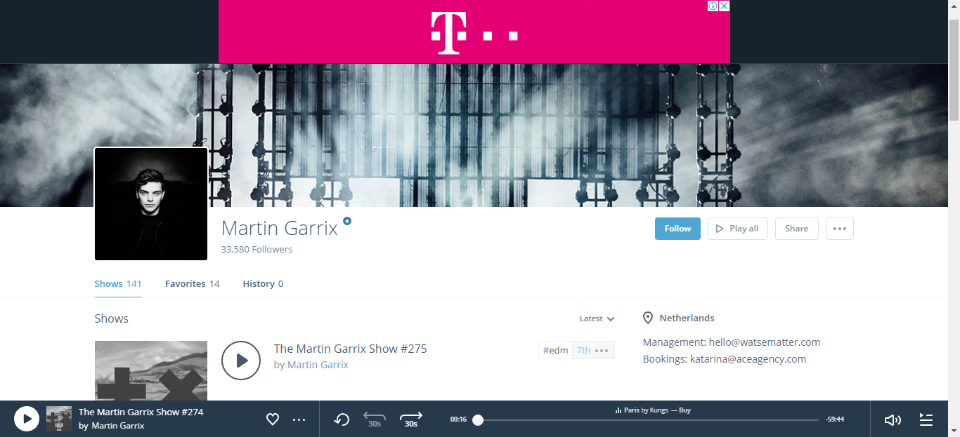 T
Martin Garrix
33,580 Followers
Follow
Play all
Share
Shows 141
Favorites 14
History 0
Shows
Latest
Netherlands
The Martin Garrix Show #275
by Martin Garrix
#edm
7th
Management: hello@watsematter.com
Bookings: katarina@aceagency.com
The Martin Garrix Show #274
by Martin Garrix
30s
30s
00:16
Paris by Kungs — Buy
-59:44